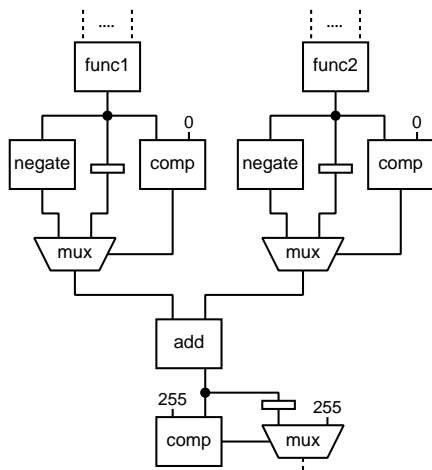 .... ....
func1 func2
0 0
negate comp negate comp
mux mux
add
255 255
comp mux